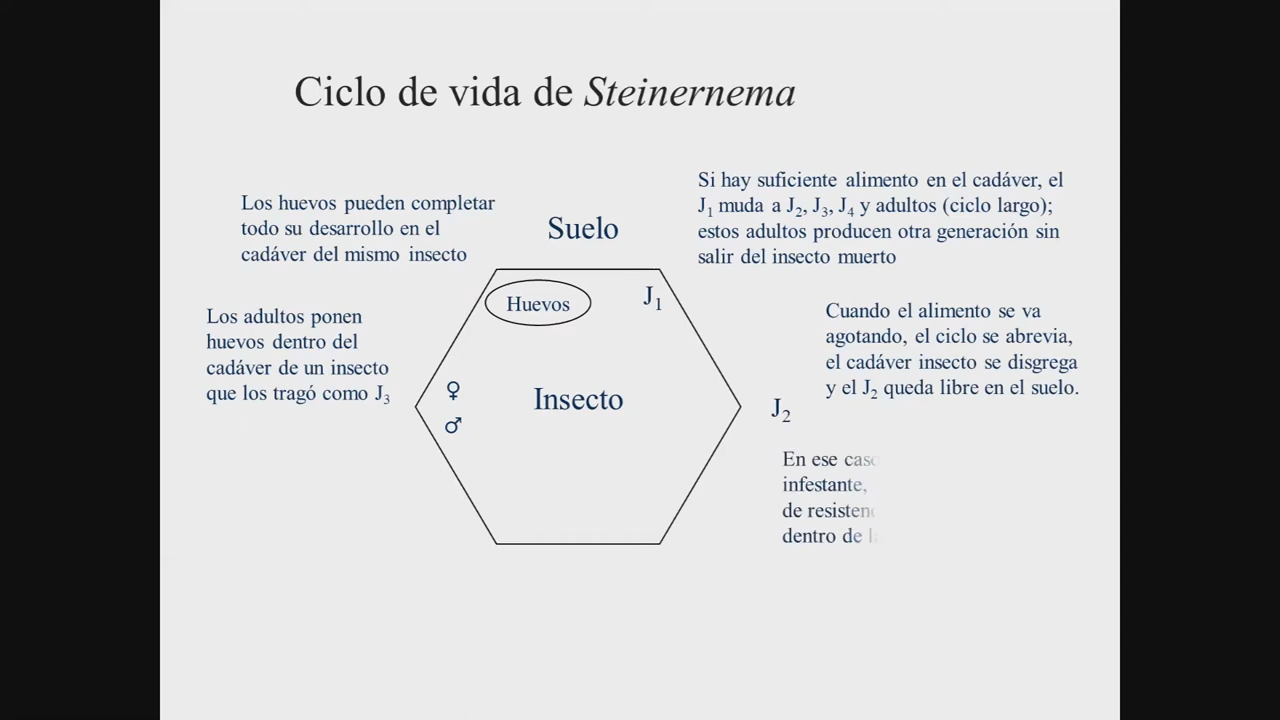 Ciclo de vida de Steinernema
Los huevos pueden completar
todo su desarrollo en el
cadáver del mismo insecto
Suelo
Si hay suficiente alimento en el cadáver, el
J₁ muda a J₂, J₃, J₄ y adultos (ciclo largo);
estos adultos producen otra generación sin
salir del insecto muerto
Huevos
J₁
Los adultos ponen
huevos dentro del
cadáver de un insecto
que los tragó como J₃
♀
♂
Insecto
Cuando el alimento se va
agotando, el ciclo se abrevia,
el cadáver insecto se disgrega
y el J₂ queda libre en el suelo.
J₂
En ese caso
infestante,
de
dentro de